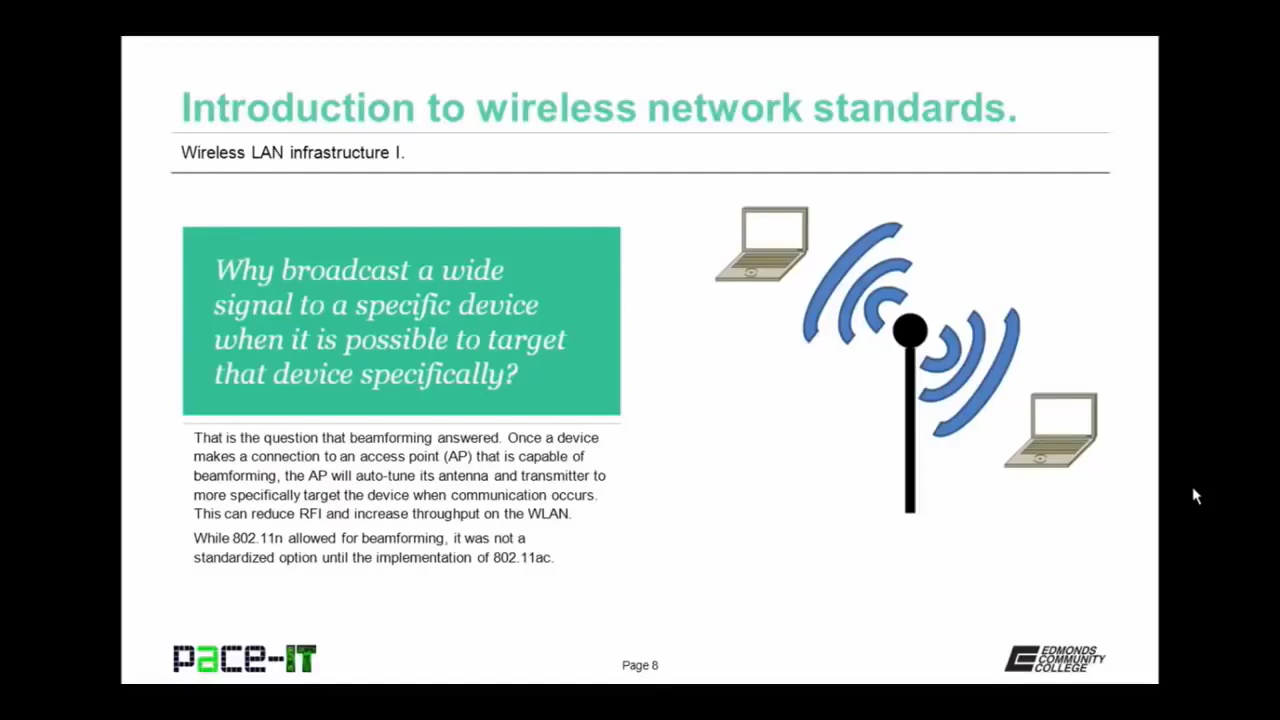 Introduction to wireless network standards.
Wireless LAN infrastructure I.
Why broadcast a wide
signal to a specific device
when it is possible to target
that device specifically?
That is the question that beamforming answered. Once a device
makes a connection to an access point (AP) that is capable of
beamforming, the AP will auto-tune its antenna and transmitter to
more specifically target the device when communication occurs.
This can reduce RFI and increase throughput on the WLAN.
While 802.11n allowed for beamforming, it was not a
standardized option until the implementation of 802.11ac.
pace-IT
Page 8
EDMONDS
COMMUNITY
COLLEGE